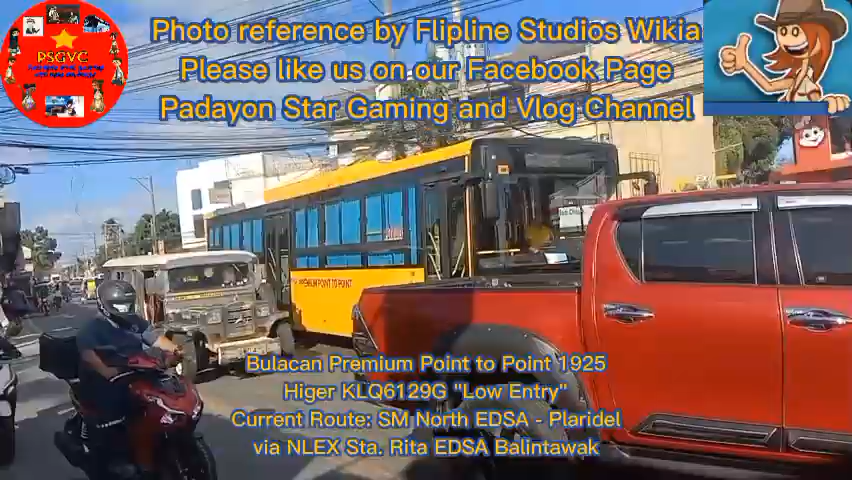 Photo reference by Flipline Studios Wikia
Please like us on our Facebook Page
Padayon Star Gaming and Vlog Channel
PSGVC
PREMIUM POINT TO POINT
Bulacan Premium Point to Point 1925
Higer KLQ6129G "Low Entry"
Current Route: SM North EDSA - Plaridel
via NLEX Sta. Rita EDSA Balintawak